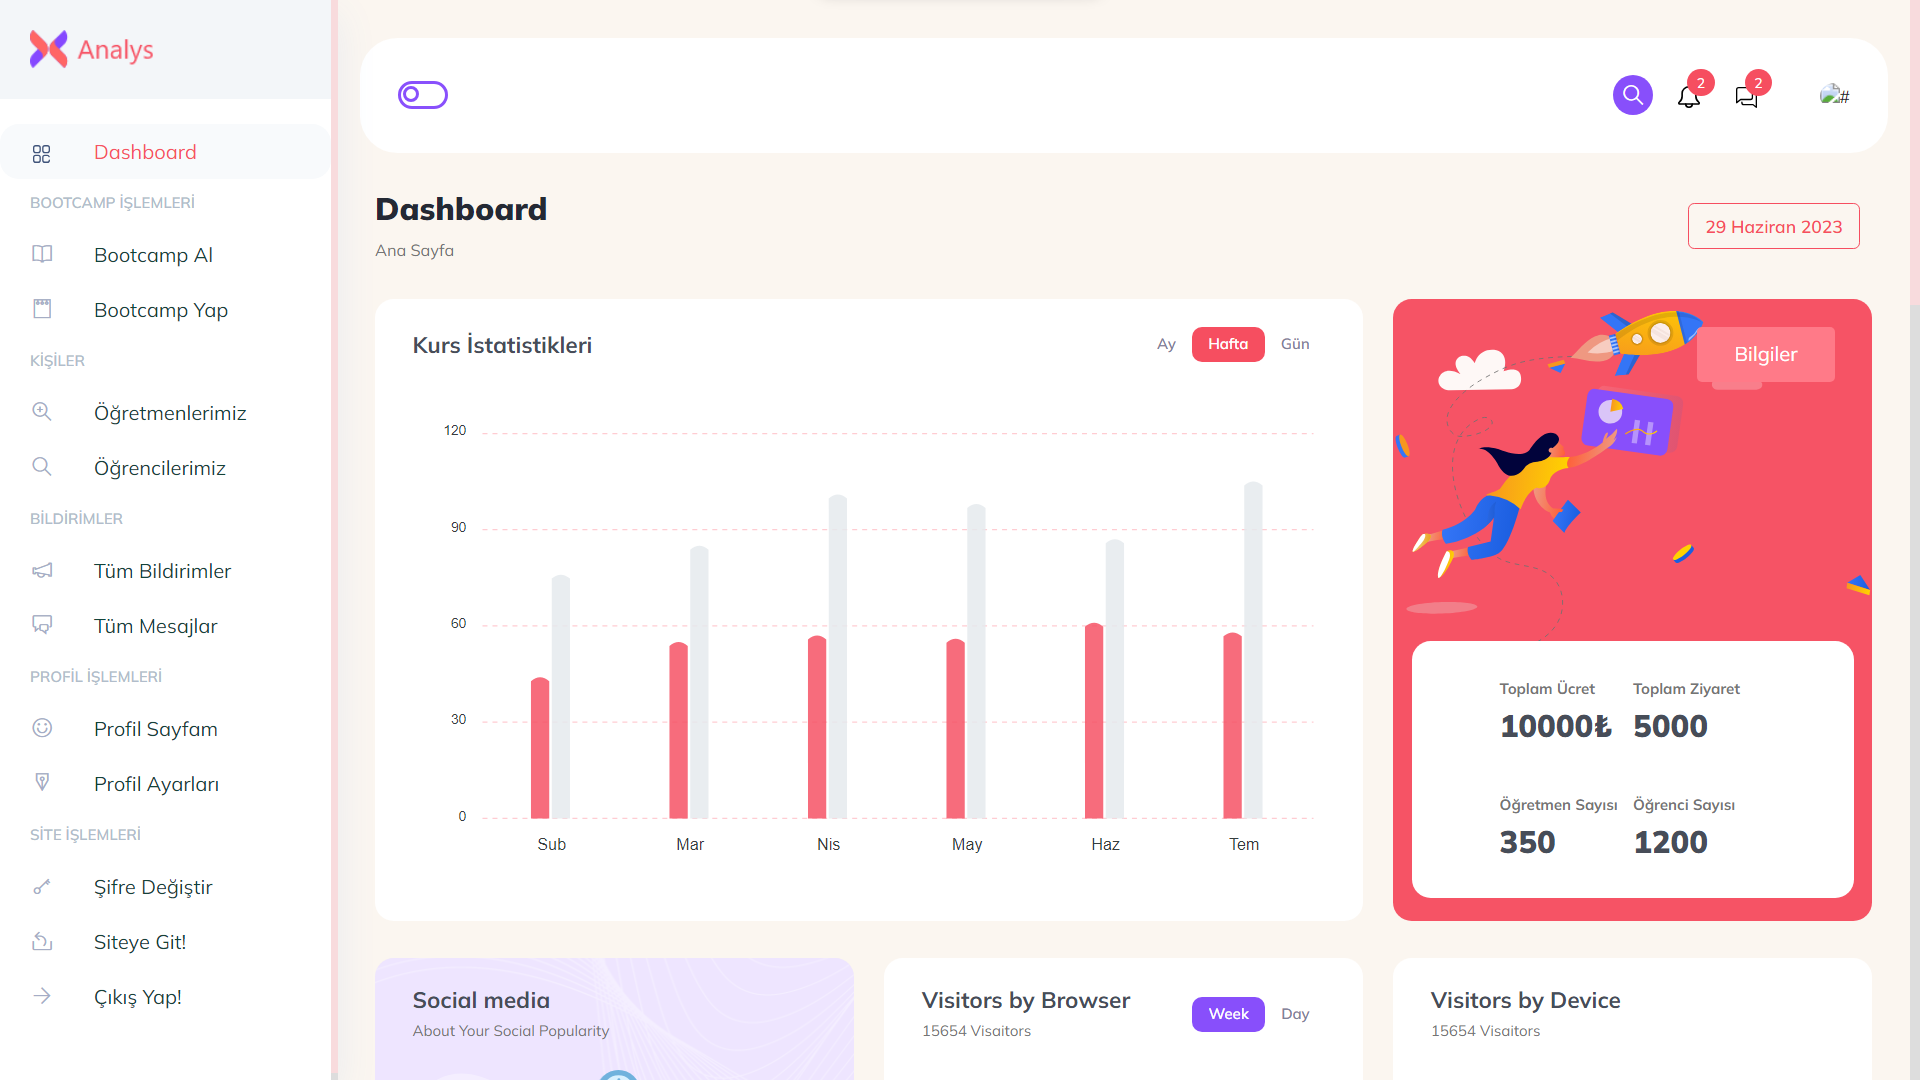 Analys
Dashboard
BOOTCAMP İŞLEMLERİ
Bootcamp Al
Bootcamp Yap
KİŞİLER
Öğretmenlerimiz
Öğrencilerimiz
BİLDİRİMLER
Tüm Bildirimler
Tüm Mesajlar
PROFİL İŞLEMLERİ
Profil Sayfam
Profil Ayarları
SİTE İŞLEMLERİ
Şifre Değiştir
Siteye Git!
Çıkış Yap!
2
2
#
Dashboard
Ana Sayfa
29 Haziran 2023
Kurs İstatistikleri
Ay Hafta Gün
120
90
60
30
0
Sub Mar Nis May Haz Tem
Bilgiler
Toplam Ücret Toplam Ziyaret
10000₺ 5000
Öğretmen Sayısı Öğrenci Sayısı
350 1200
Social media
About Your Social Popularity
Visitors by Browser
15654 Visaitors
Week Day
Visitors by Device
15654 Visaitors